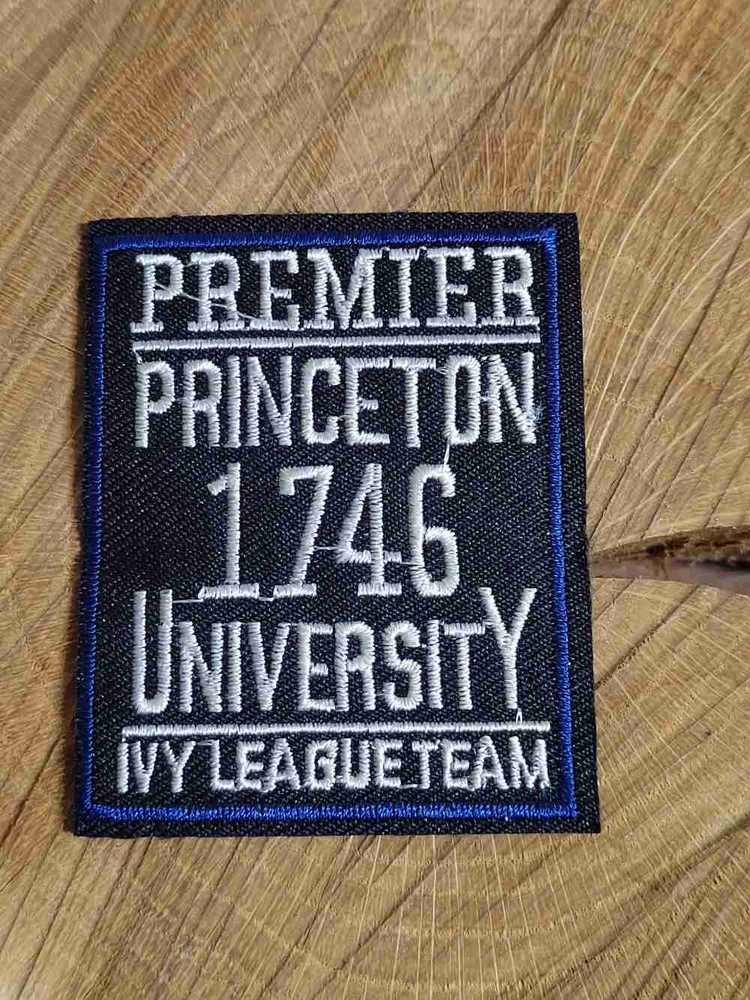 PREMIER
PRINCETON
1746
UNIVERSITY
IVY LEAGUE TEAM